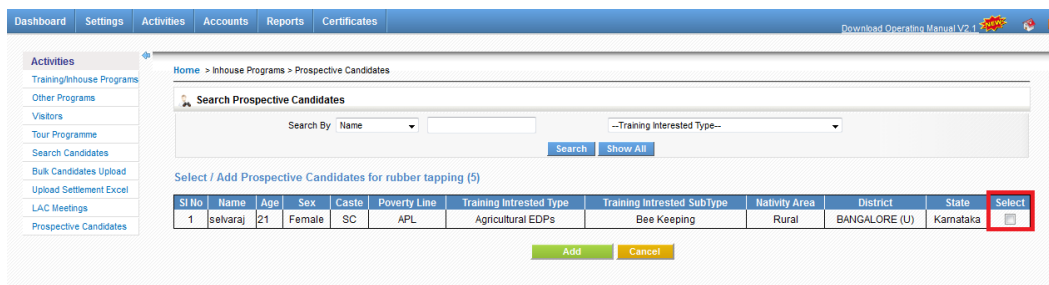 Dashboard Settings Activities Accounts Reports Certificates
Download Operating Manual V2.1 NEW
Activities
Training/Inhouse Programs
Other Programs
Visitors
Tour Programme
Search Candidates
Bulk Candidates Upload
Upload Settlement Excel
LAC Meetings
Prospective Candidates
Home > Inhouse Programs > Prospective Candidates
Search Prospective Candidates
Search By Name --Training Interested Type--
Search Show All
Select / Add Prospective Candidates for rubber tapping (5)
Sl No Name Age Sex Caste Poverty Line Training Intrested Type Training Intrested SubType Nativity Area District State Select
1 selvaraj 21 Female SC APL Agricultural EDPs Bee Keeping Rural BANGALORE (U) Karnataka
Add Cancel